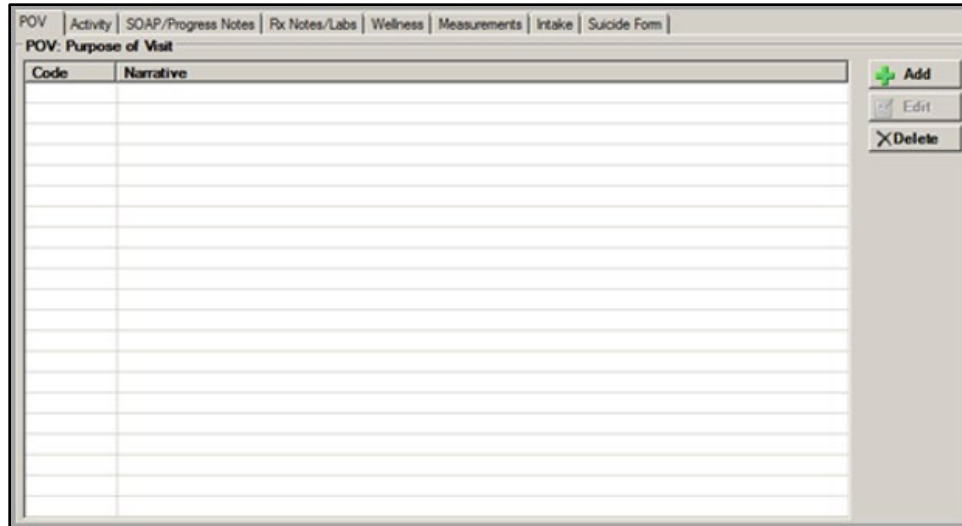 POV Activity SOAP/Progress Notes Rx Notes/Labs Wellness Measurements Intake Suicide Form
POV: Purpose of Visit
Code Narrative
Add
Edit
Delete